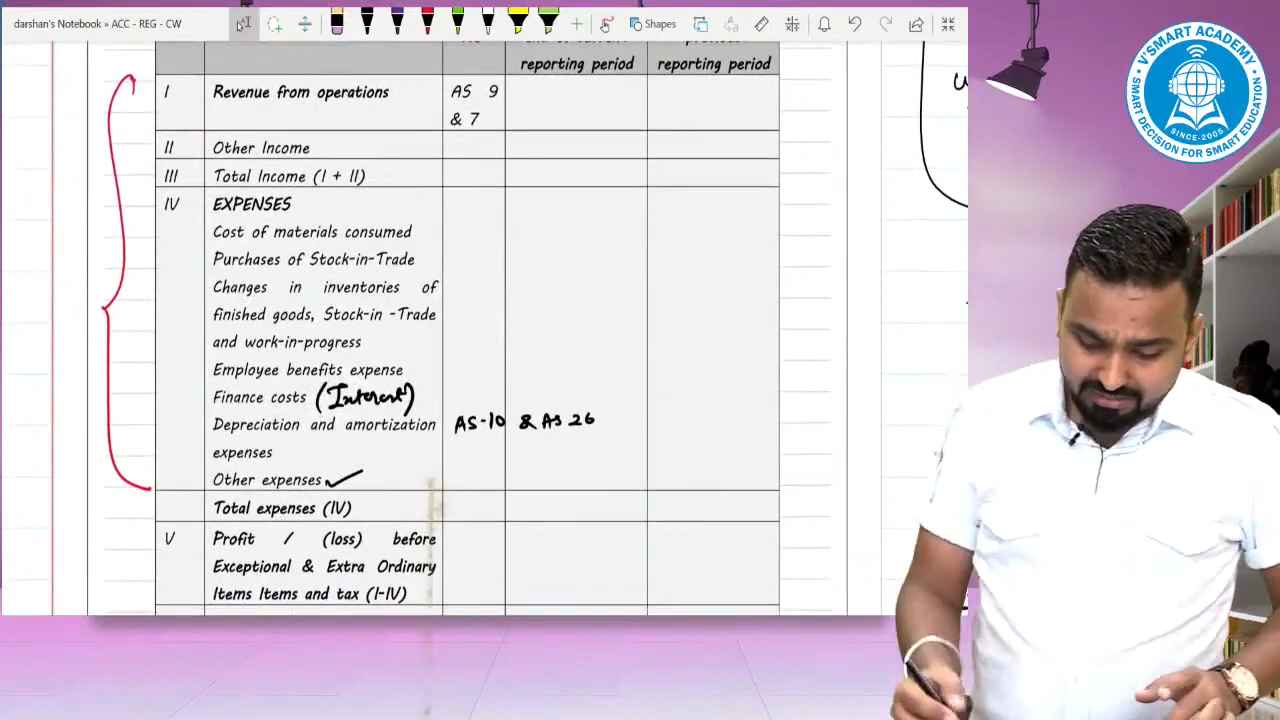 darshan's Notebook » ACC - REG - CW
Shapes
reporting period
reporting period
I Revenue from operations AS 9
& 7
II Other Income
III Total Income (I + II)
IV EXPENSES
Cost of materials consumed
Purchases of Stock-in-Trade
Changes in inventories of
finished goods, Stock-in -Trade
and work-in-progress
Employee benefits expense
Finance costs (Interest)
Depreciation and amortization AS-10 & AS 26
expenses
Other expenses
Total expenses (IV)
V Profit / (loss) before
Exceptional & Extra Ordinary
Items Items and tax (I-IV)
V'SMART ACADEMY
SINCE-2005
SMART DECISION FOR SMART EDUCATION